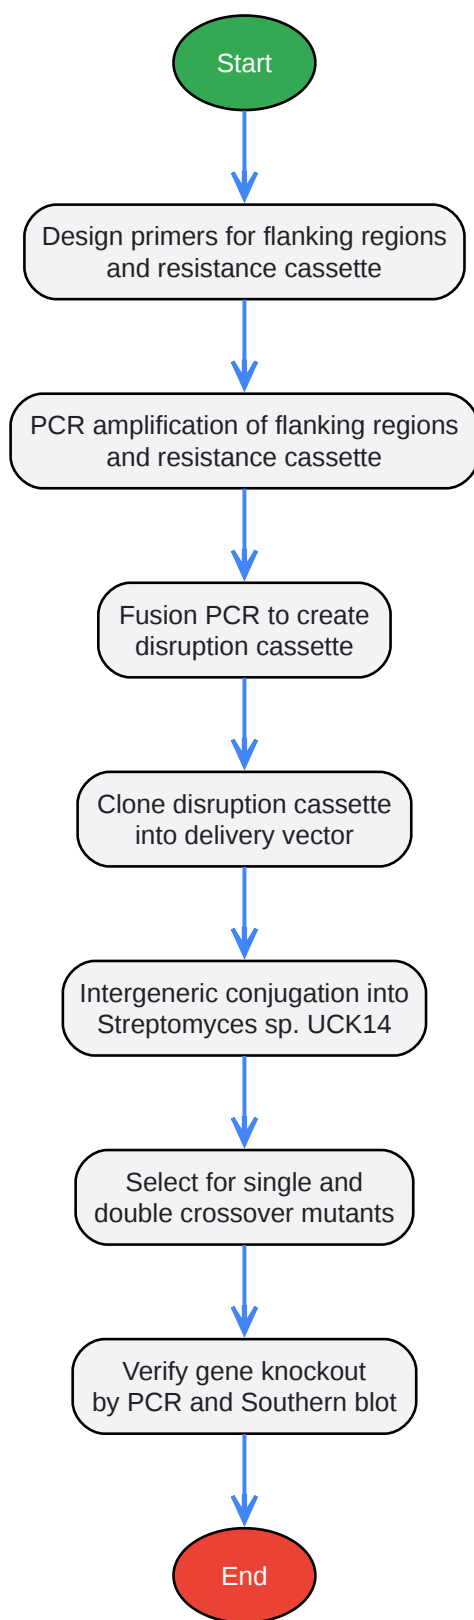 Start
Design primers for flanking regions
and resistance cassette
PCR amplification of flanking regions
and resistance cassette
Fusion PCR to create
disruption cassette
Clone disruption cassette
into delivery vector
Intergeneric conjugation into
Streptomyces sp. UCK14
Select for single and
double crossover mutants
Verify gene knockout
by PCR and Southern blot
End